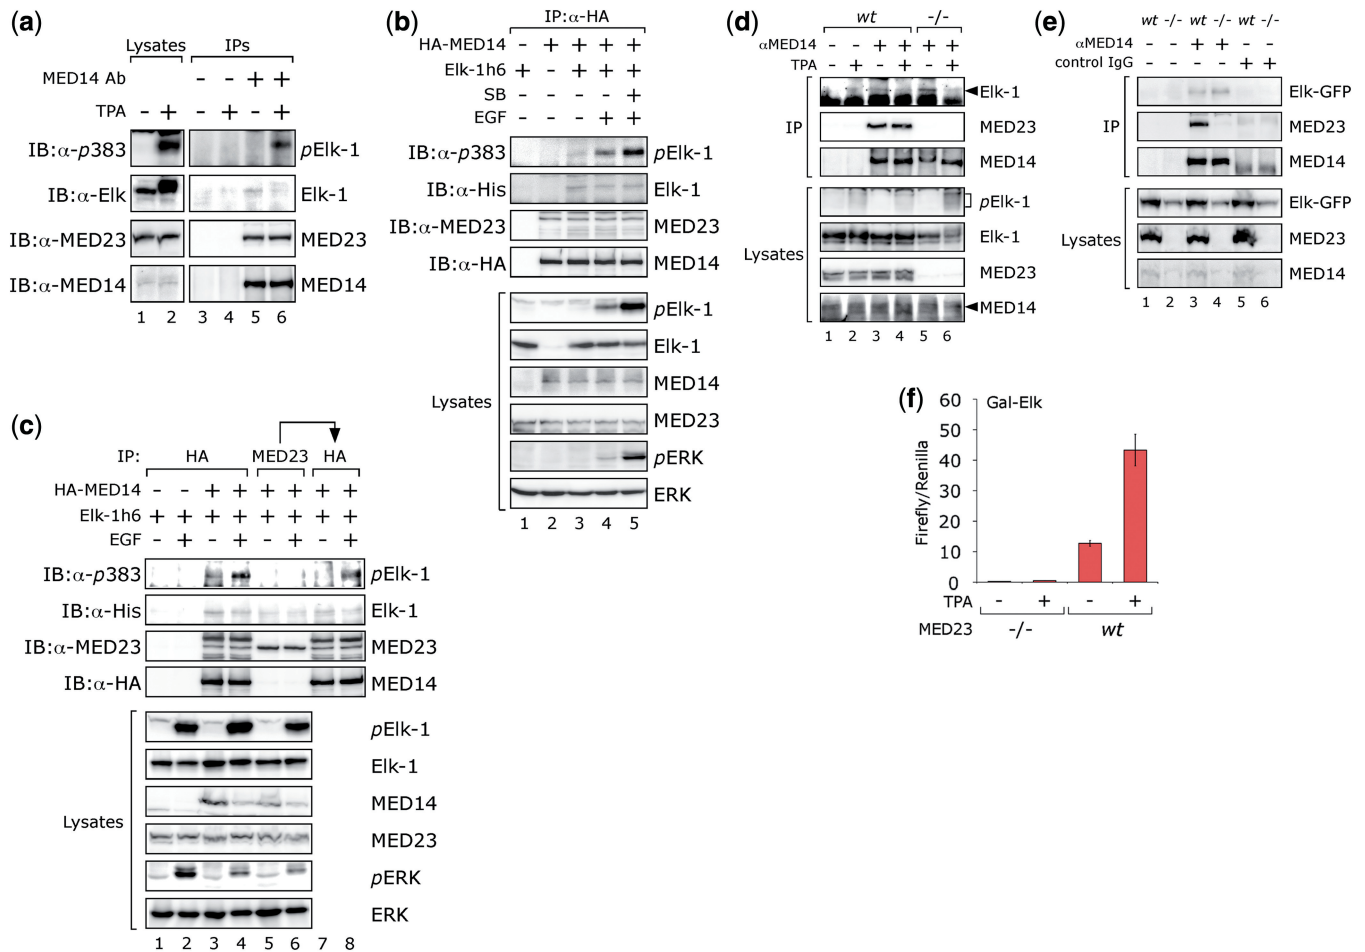 (a)
Lysates IPs
MED14 Ab - - + +
TPA - + - + - +
IB:α-p383 pElk-1
IB:α-Elk Elk-1
IB:α-MED23 MED23
IB:α-MED14 MED14
1 2 3 4 5 6
(b)
IP:α-HA
HA-MED14 - + + + +
Elk-1h6 + - + + +
SB +
EGF + +
IB:α-p383 pElk-1
IB:α-His Elk-1
IB:α-MED23 MED23
IB:α-HA MED14
Lysates
pElk-1
Elk-1
MED14
MED23
pERK
ERK
1 2 3 4 5
(c)
IP: HA MED23 HA
HA-MED14 - - + + + + + +
Elk-1h6 + + + + + + + +
EGF - + - + - + - +
IB:α-p383 pElk-1
IB:α-His Elk-1
IB:α-MED23 MED23
IB:α-HA MED14
Lysates
pElk-1
Elk-1
MED14
MED23
pERK
ERK
1 2 3 4 5 6 7 8
(d)
wt -/-
αMED14 - - + + + +
TPA - + - + - +
IP
Elk-1
MED23
MED14
Lysates
pElk-1
Elk-1
MED23
MED14
1 2 3 4 5 6
(e)
wt -/- wt -/- wt -/-
αMED14 - - + +
control IgG - - + +
IP
Elk-GFP
MED23
MED14
Lysates
Elk-GFP
MED23
MED14
1 2 3 4 5 6
(f)
Gal-Elk
Firefly/Renilla
60
50
40
30
20
10
0
TPA - + - +
MED23 -/- wt